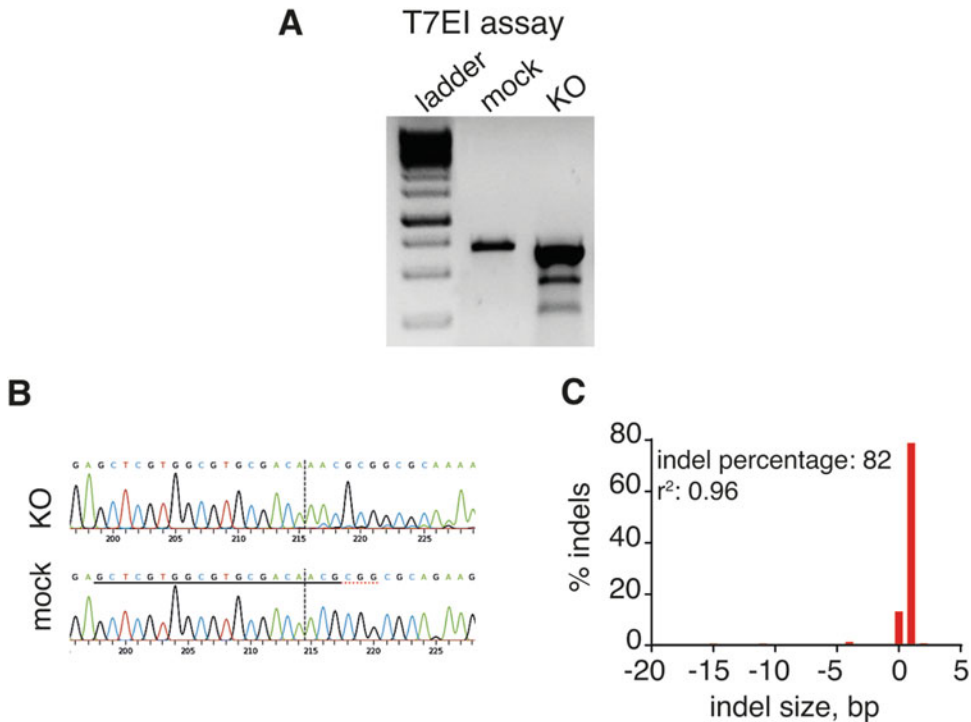 A
T7EI assay
ladder
mock
KO
B
KO
GAGCTCGTGGCGTGCGACAAACGCGGCGCAAAA
200 205 210 215 220 225
mock
GAGCTCGTGGCGTGCGACAACGCGGCGCAGAAG
200 205 210 215 220 225
C
indel percentage: 82
r²: 0.96
% indels
80
60
40
20
0
-20 -15 -10 -5 0 5
indel size, bp